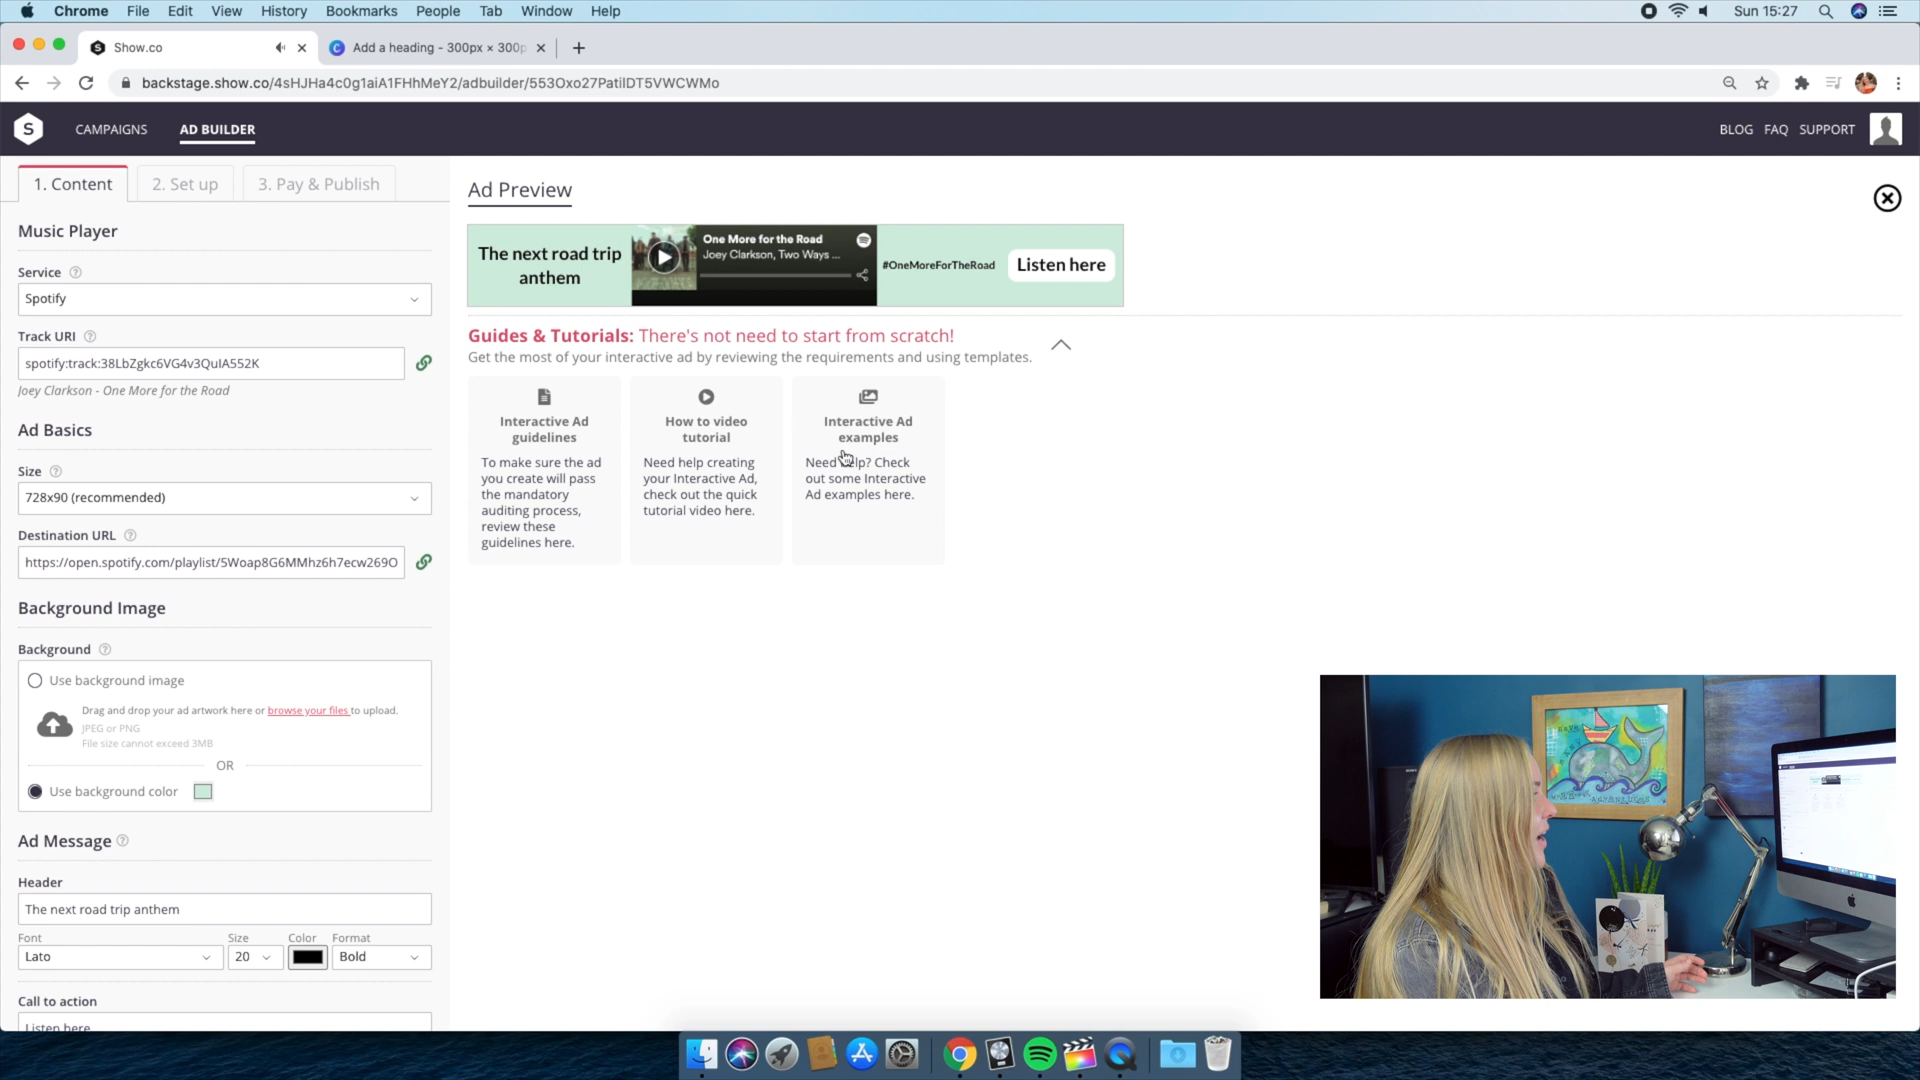 Chrome File Edit View History Bookmarks People Tab Window Help
Sun 15:27
Show.co
Add a heading - 300px × 300p
backstage.show.co/4sHJHa4c0g1aiA1FHhMeY2/adbuilder/553Oxo27PatilDT5VWCWMo
S
CAMPAIGNS
AD BUILDER
BLOG FAQ SUPPORT
1. Content
2. Set up
3. Pay & Publish
Music Player
Service
Spotify
Track URI
spotify:track:38LbZgkc6VG4v3QuIA552K
Joey Clarkson - One More for the Road
Ad Basics
Size
728x90 (recommended)
Destination URL
https://open.spotify.com/playlist/5Woap8G6MMhz6h7ecw269O
Background Image
Background
Use background image
Drag and drop your ad artwork here or browse your files to upload.
JPEG or PNG
File size cannot exceed 3MB
OR
Use background color
Ad Message
Header
The next road trip anthem
Font Size Color Format
Lato 20 Bold
Call to action
Listen here
Ad Preview
The next road trip
anthem
One More for the Road
Joey Clarkson, Two Ways ...
#OneMoreForTheRoad
Listen here
Guides & Tutorials: There's not need to start from scratch!
Get the most of your interactive ad by reviewing the requirements and using templates.
Interactive Ad
guidelines
To make sure the ad
you create will pass
the mandatory
auditing process,
review these
guidelines here.
How to video
tutorial
Need help creating
your Interactive Ad,
check out the quick
tutorial video here.
Interactive Ad
examples
Need help? Check
out some Interactive
Ad examples here.